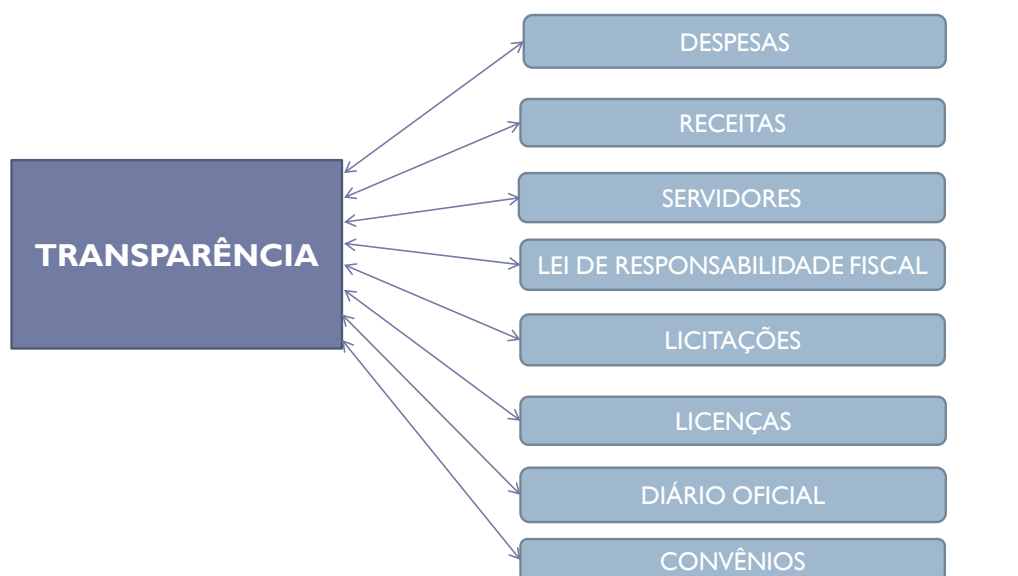 DESPESAS
RECEITAS
SERVIDORES
TRANSPARÊNCIA
LEI DE RESPONSABILIDADE FISCAL
LICITAÇÕES
LICENÇAS
DIÁRIO OFICIAL
CONVÊNIOS